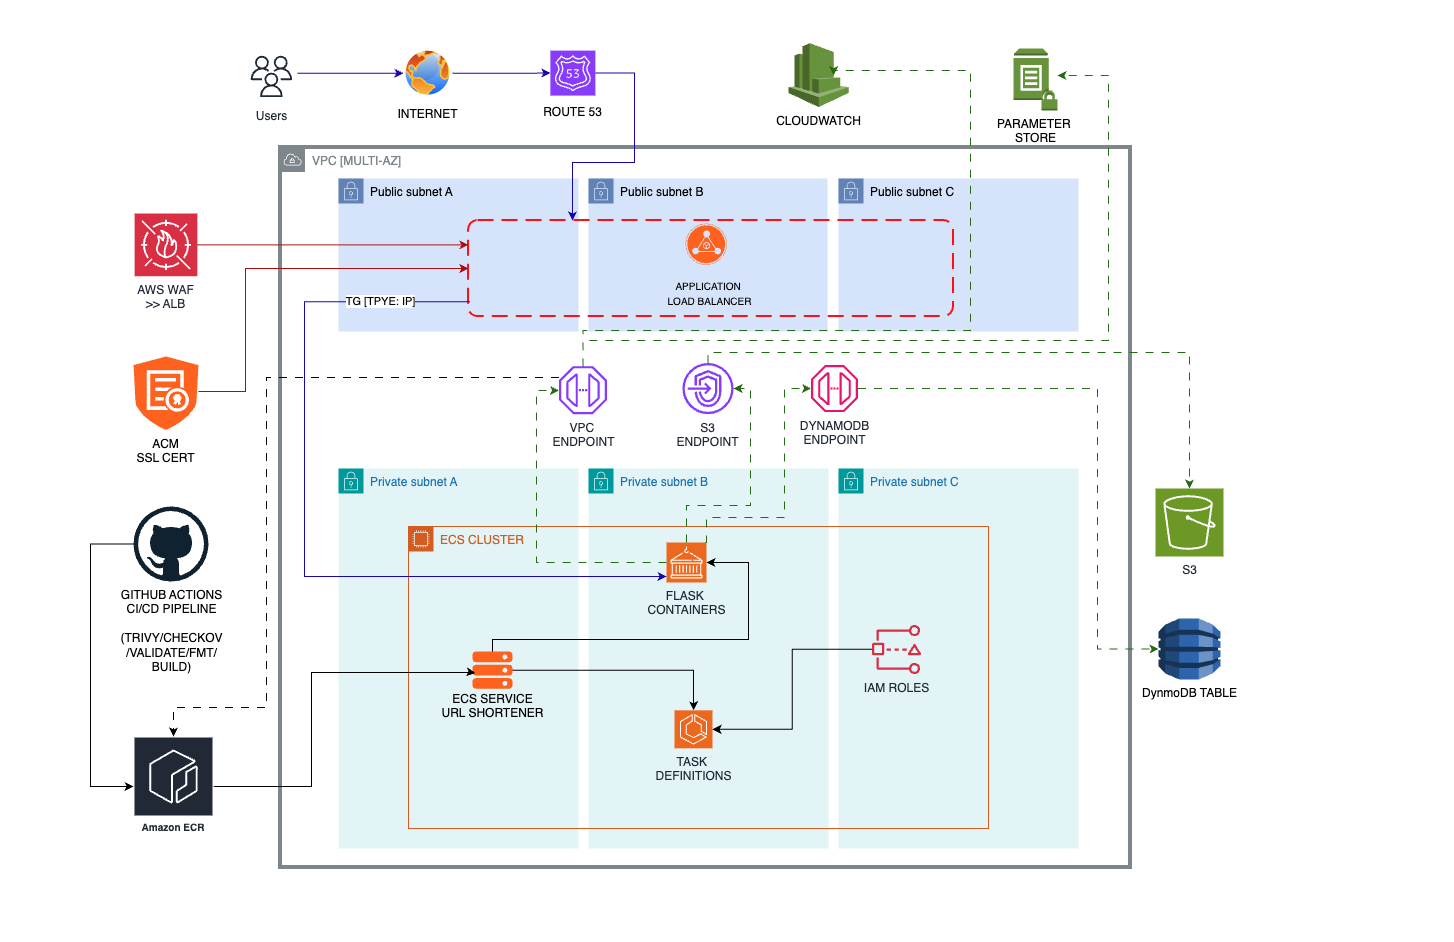 Users
INTERNET
53
ROUTE 53
CLOUDWATCH
PARAMETER
STORE
VPC [MULTI-AZ]
Public subnet A
Public subnet B
Public subnet C
AWS WAF
>> ALB
APPLICATION
LOAD BALANCER
TG [TPYE: IP]
ACM
SSL CERT
VPC
ENDPOINT
S3
ENDPOINT
DYNAMODB
ENDPOINT
Private subnet A
Private subnet B
Private subnet C
ECS CLUSTER
S3
GITHUB ACTIONS
CI/CD PIPELINE
(TRIVY/CHECKOV
/VALIDATE/FMT/
BUILD)
FLASK
CONTAINERS
IAM ROLES
DynmoDB TABLE
ECS SERVICE
URL SHORTENER
TASK
DEFINITIONS
Amazon ECR